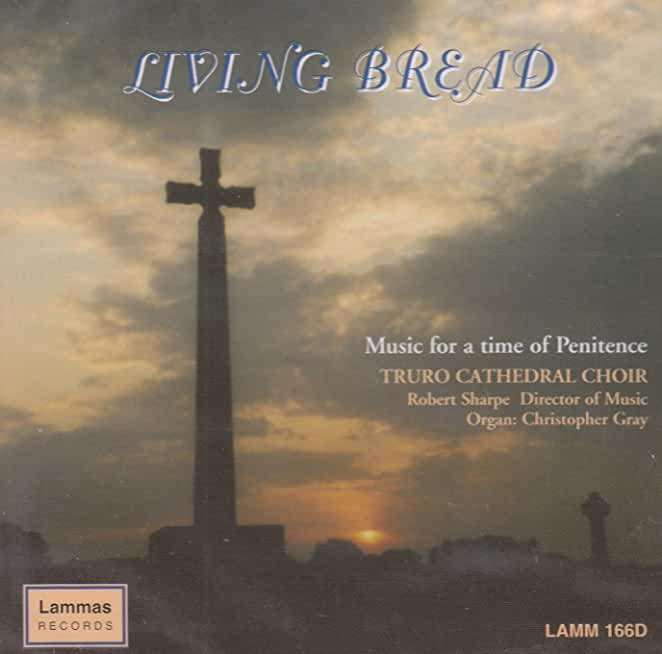 LIVING BREAD
Music for a time of Penitence
TRURO CATHEDRAL CHOIR
Robert Sharpe Director of Music
Organ: Christopher Gray
Lammas
RECORDS
LAMM 166D